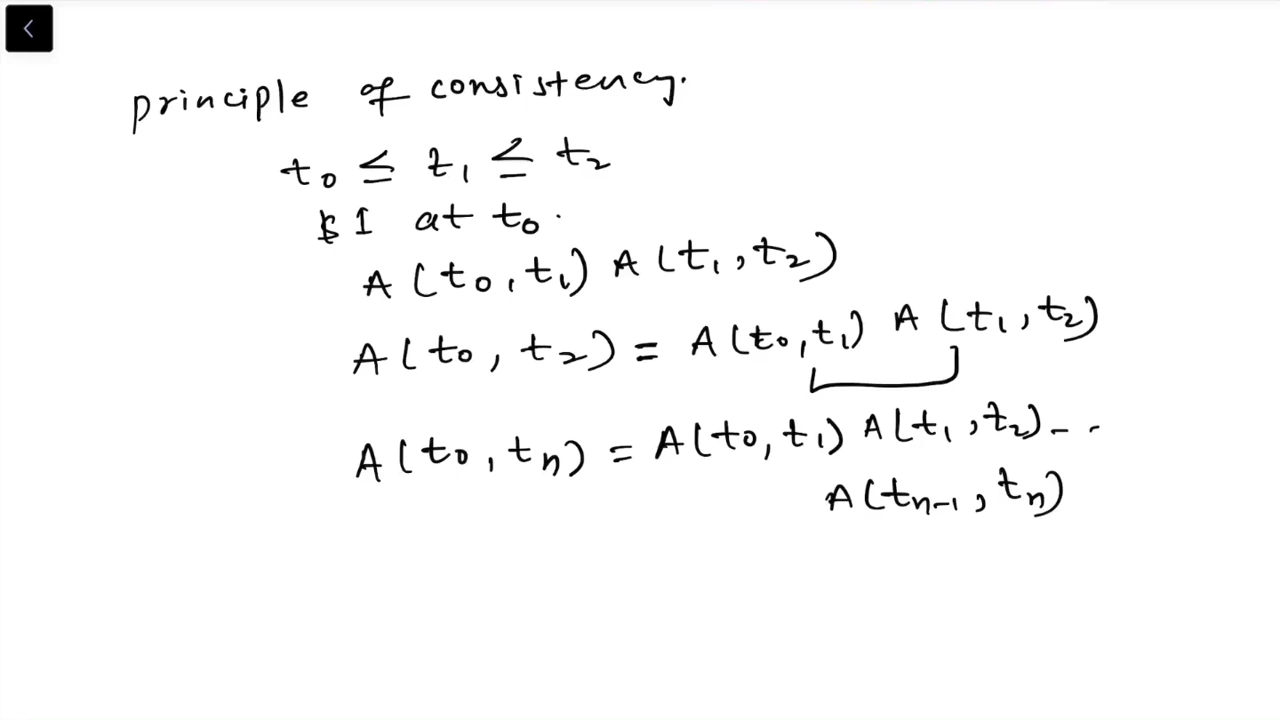 principle of consistency.
t₀ ≤ t₁ ≤ t₂
$1 at t₀.
A(t₀, t₁) A(t₁, t₂)
A(t₀, t₂) = A(t₀, t₁) A(t₁, t₂)
A(t₀, tₙ) = A(t₀, t₁) A(t₁, t₂)- - -
A(tₙ₋₁, tₙ)